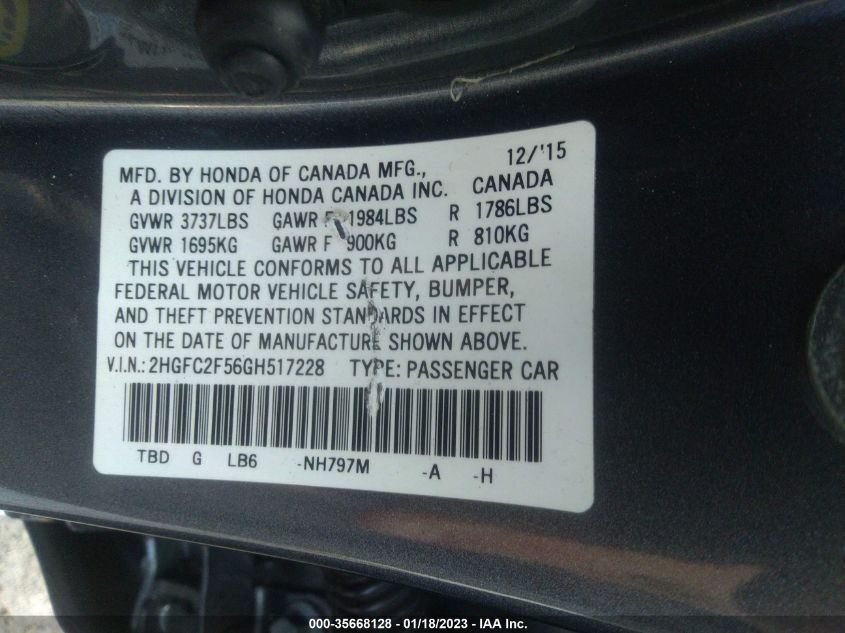 12/'15
MFD. BY HONDA OF CANADA MFG.,
A DIVISION OF HONDA CANADA INC. CANADA
GVWR 3737LBS GAWR F 1984LBS R 1786LBS
GVWR 1695KG GAWR F 900KG R 810KG
THIS VEHICLE CONFORMS TO ALL APPLICABLE
FEDERAL MOTOR VEHICLE SAFETY, BUMPER,
AND THEFT PREVENTION STANDARDS IN EFFECT
ON THE DATE OF MANUFACTURE SHOWN ABOVE.
V.I.N.: 2HGFC2F56GH517228 TYPE: PASSENGER CAR
TBD G LB6 -NH797M -A -H
000-35668128 - 01/18/2023 - IAA Inc.